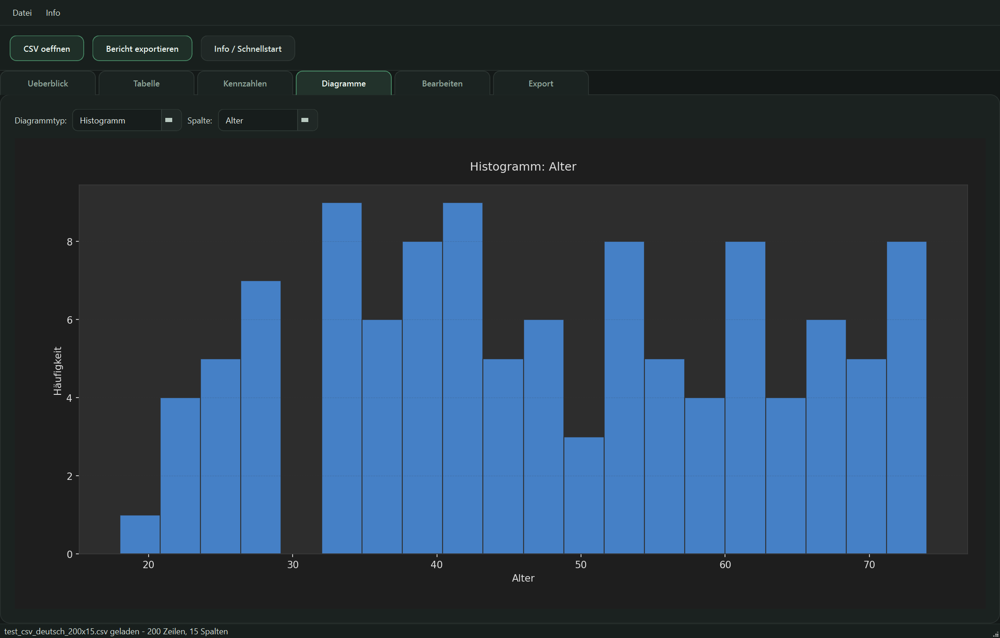 Datei Info
CSV oeffnen Bericht exportieren Info / Schnellstart
Ueberblick Tabelle Kennzahlen Diagramme Bearbeiten Export
Diagrammtyp: Histogramm Spalte: Alter
Histogramm: Alter
Häufigkeit
8
6
4
2
0
20 30 40 50 60 70
Alter
test_csv_deutsch_200x15.csv geladen - 200 Zeilen, 15 Spalten